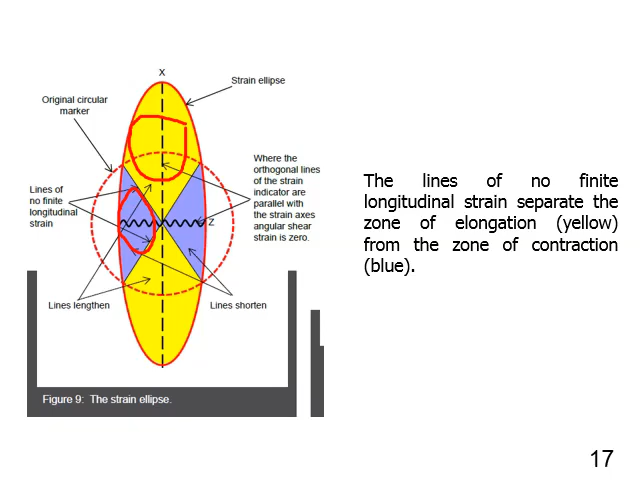 X
Strain ellipse
Original circular
marker
Where the
orthogonal lines
of the strain
indicator are
parallel with
the strain axes
angular shear
strain is zero.
Lines of
no finite
longitudinal
strain
Z
Lines lengthen
Lines shorten
Figure 9: The strain ellipse.
The lines of no finite
longitudinal strain separate the
zone of elongation (yellow)
from the zone of contraction
(blue).
17